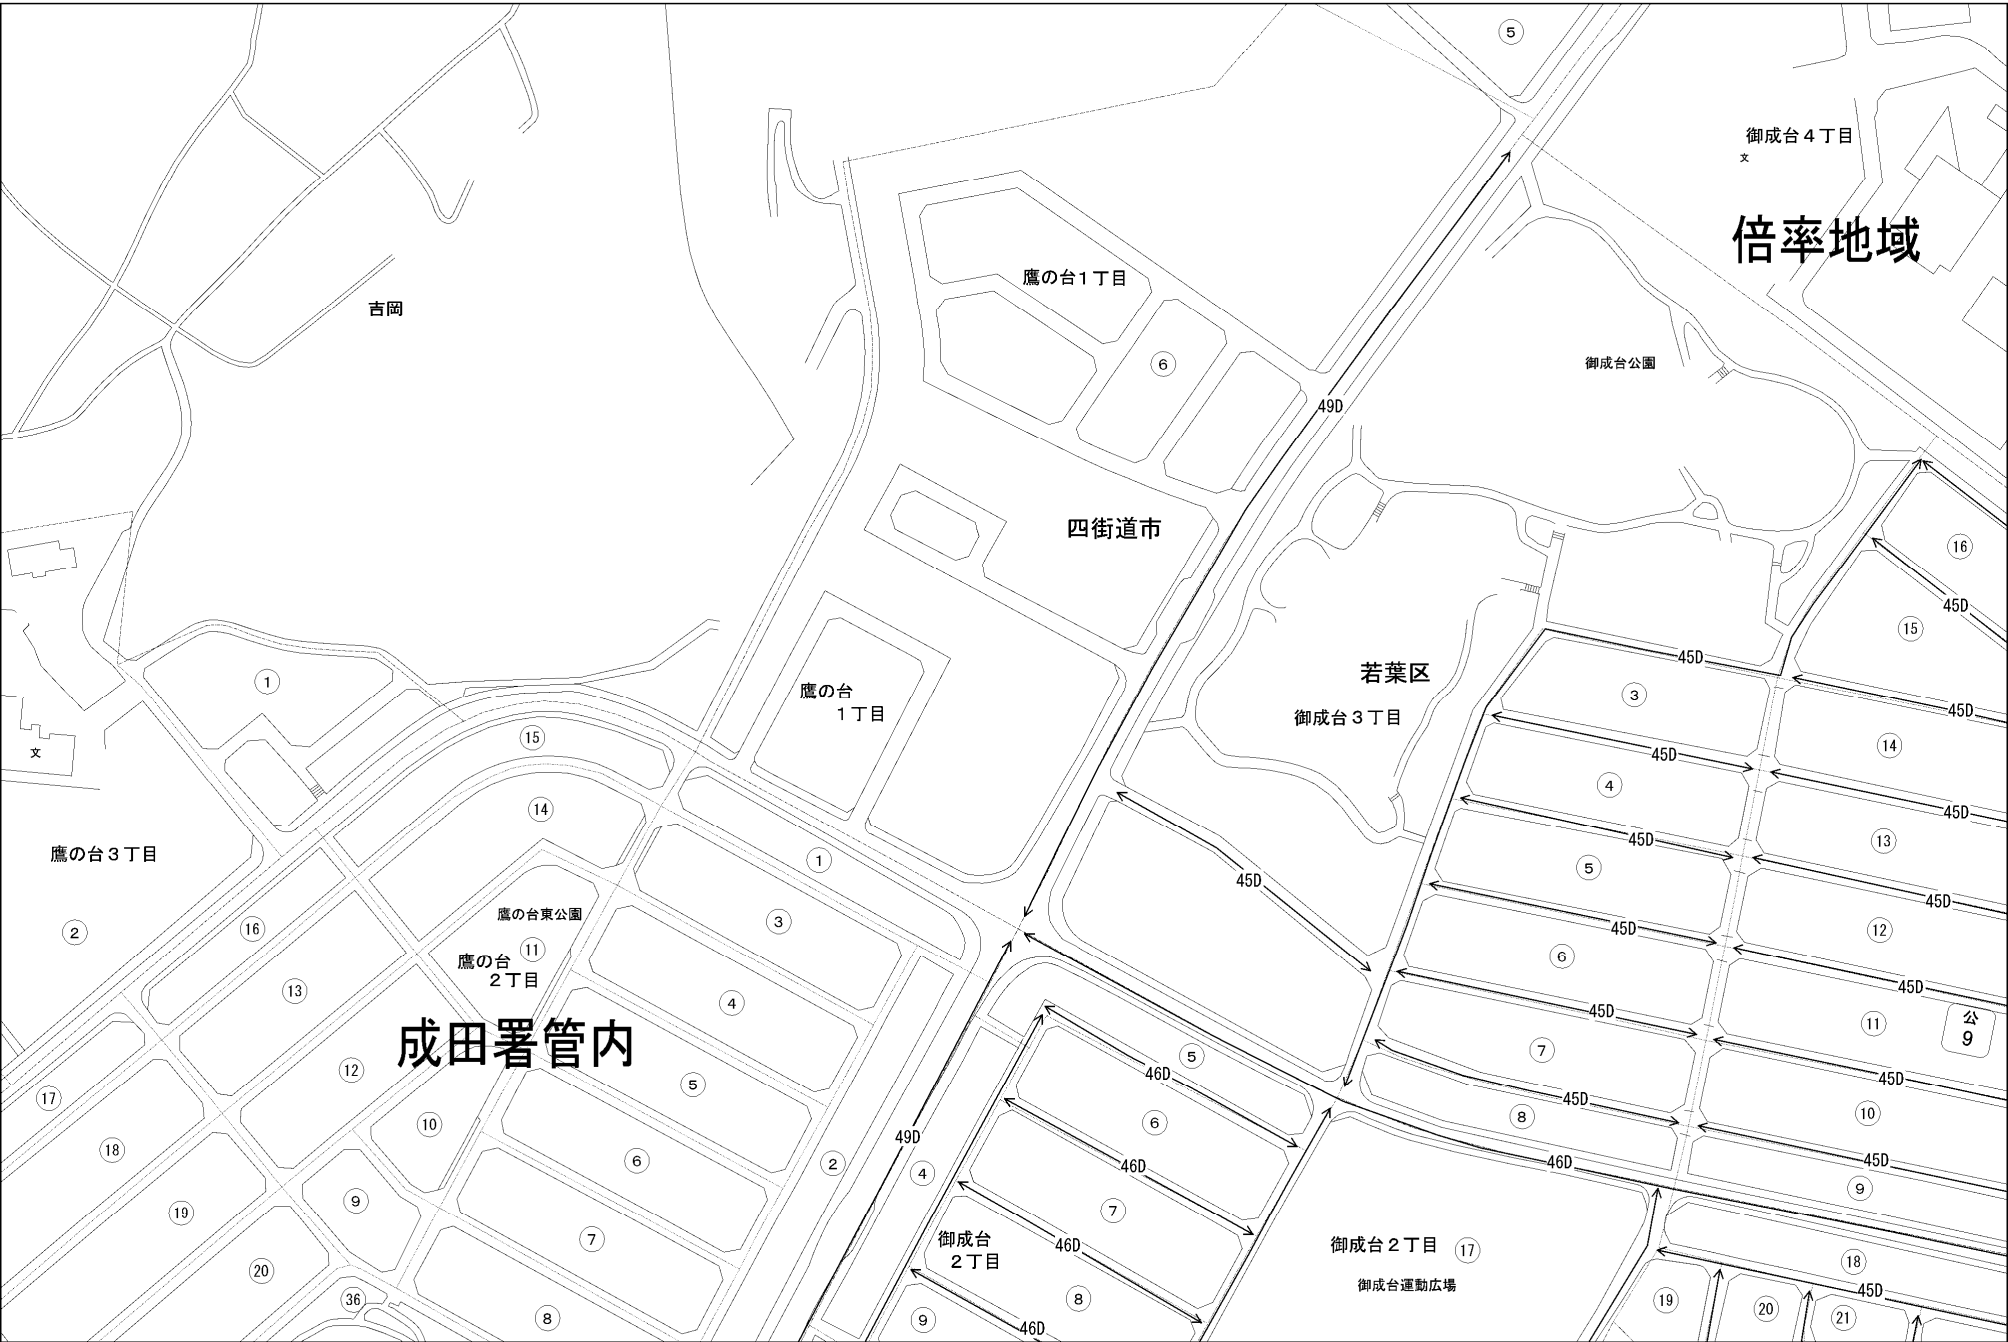 5
御成台４丁目
文
倍率地域
鷹の台１丁目
吉岡
6
御成台公園
49D
四街道市
16
45D
15
45D
若葉区
3
1
鷹の台
１丁目
御成台３丁目
45D
15
14
文
45D
4
45D
14
13
鷹の台３丁目
45D
1
5
45D
45D
鷹の台東公園
3
2
16
11
45D
12
鷹の台
２丁目
6
13
4
45D
45D
11
公
9
成田署管内
7
5
12
46D
5
45D
17
45D
10
8
10
6
49D
46D
18
6
2
4
46D
45D
9
9
19
7
7
御成台
２丁目
46D
御成台２丁目
17
御成台運動広場
18
20
36
8
8
45D
19
20
21
9
46D